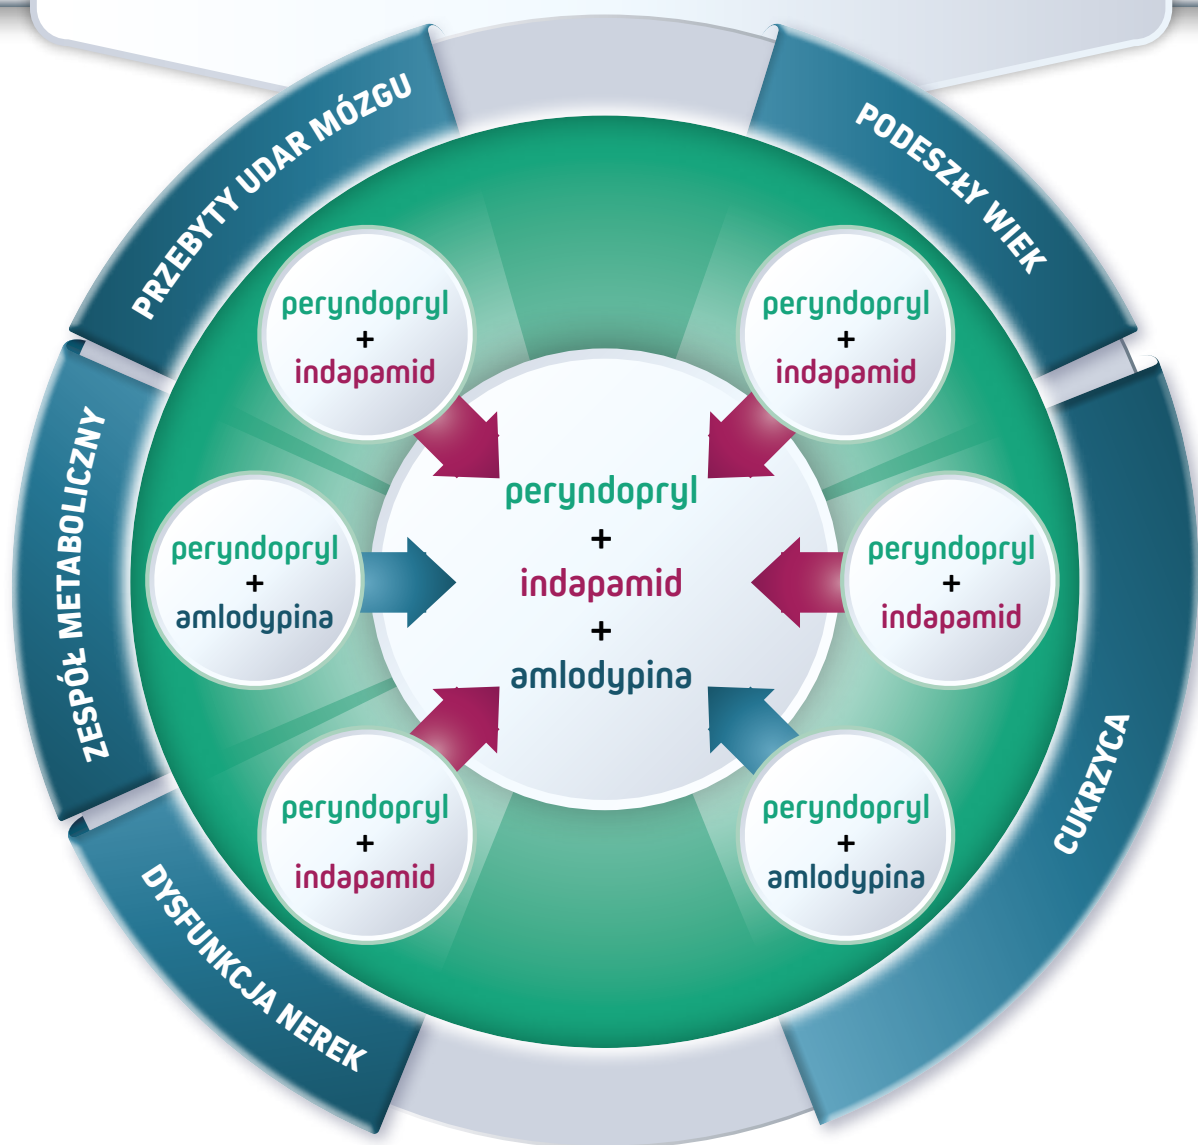 PRZEBYTY UDAR MÓZGU
peryndopryl
+
indapamid
PODESZŁY WIEK
peryndopryl
+
indapamid
ZESPÓŁ METABOLICZNY
peryndopryl
+
amlodypina
peryndopryl
+
indapamid
+
amlodypina
peryndopryl
+
indapamid
CUKRZYCA
DYSFUNKCJA NEREK
peryndopryl
+
indapamid
peryndopryl
+
amlodypina